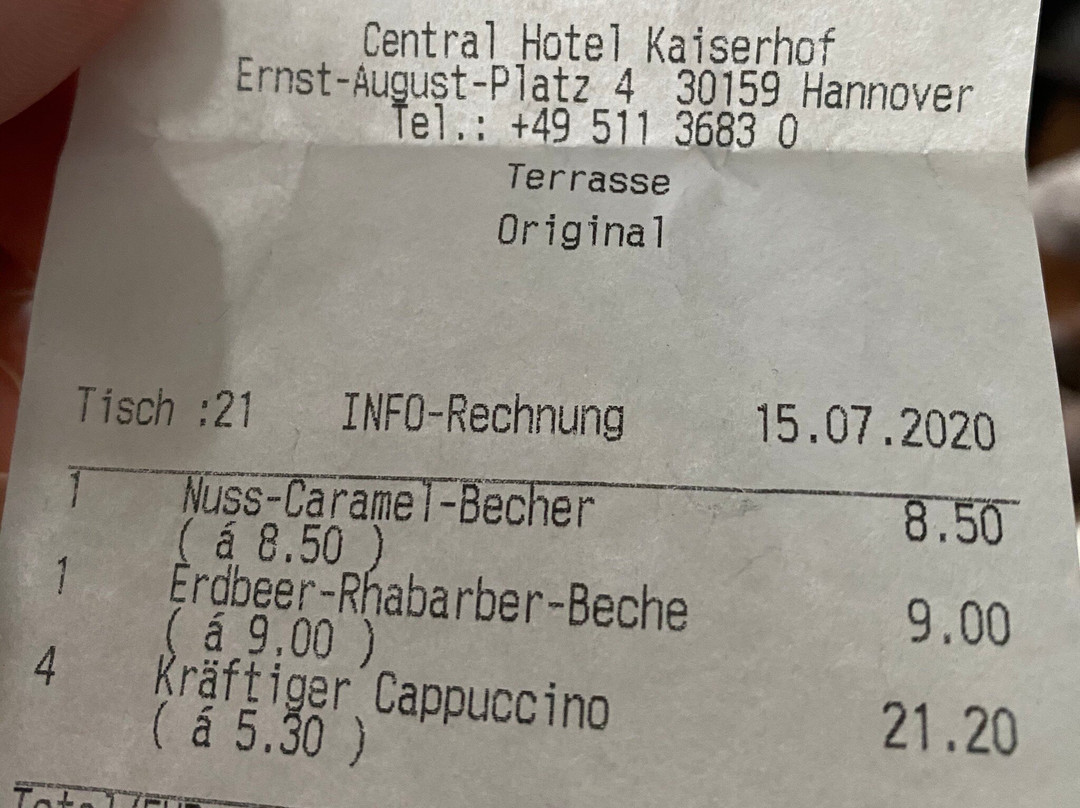 Central Hotel Kaiserhof
Ernst-August-Platz 4 30159 Hannover
Tel.: +49 511 3683 0
Terrasse
Original
Tisch :21 INFO-Rechnung 15.07.2020
1 Nuss-Caramel-Becher 8.50
( á 8.50 )
1 Erdbeer-Rhabarber-Beche 9.00
( á 9.00 )
4 Kräftiger Cappuccino 21.20
( á 5.30 )
Total/EUR